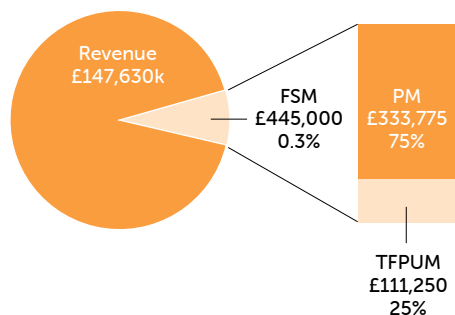 Revenue
£147,630k
FSM
£445,000
0.3%
PM
£333,775
75%
TFPUM
£111,250
25%